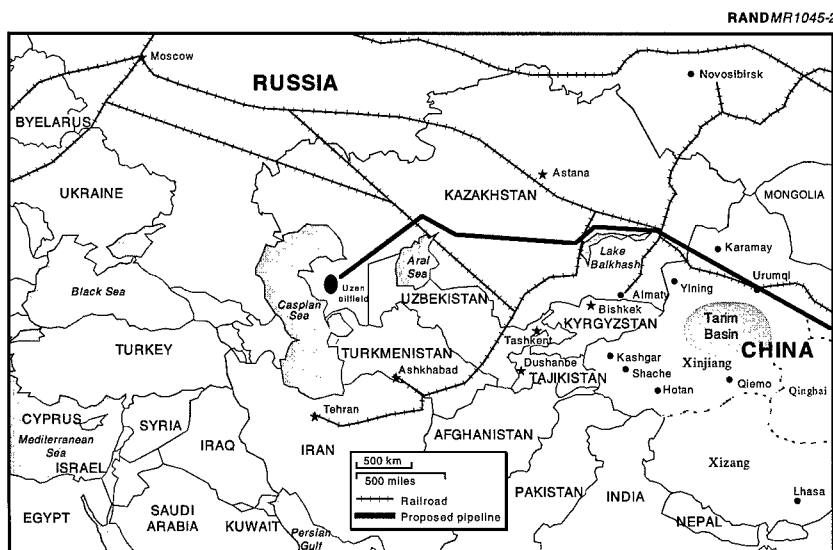 RANDMR1045-2
Moscow
RUSSIA
Novosibirsk
BYELARUS
Astana
UKRAINE
KAZAKHSTAN
MONGOLIA
Karamay
Aral
Sea
Lake
Balkhash
Urumqi
Black Sea
Caspian
Sea
Uzen
oilfield
UZBEKISTAN
Almaty
Yining
Bishkek
KYRGYZSTAN
Tarim
Basin
TURKEY
TURKMENISTAN
Tashkent
CHINA
Ashkhabad
Dushanbe
TAJIKISTAN
Kashgar
Shache
Xinjiang
Hotan
Qiemo
Qinghai
Tehran
CYPRUS
Mediterranean
Sea
SYRIA
ISRAEL
IRAQ
IRAN
AFGHANISTAN
500 km
500 miles
Railroad
Proposed pipeline
Xizang
Lhasa
EGYPT
SAUDI
ARABIA
KUWAIT
Persian
Gulf
PAKISTAN
INDIA
NEPAL